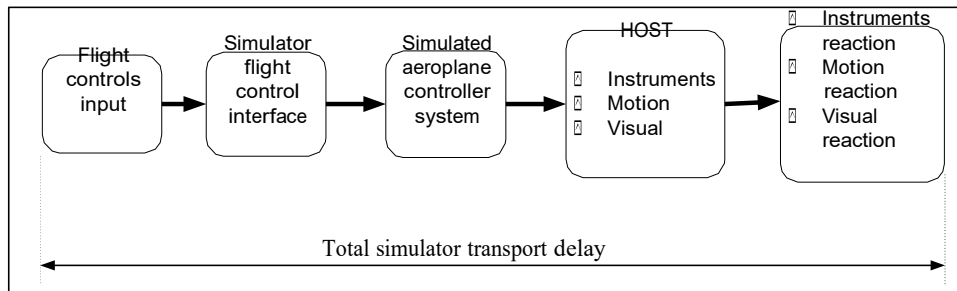 Flight
controls
input
Simulator
flight
control
interface
Simulated
aeroplane
controller
system
HOST
Instruments
Motion
Visual
Instruments
reaction
Motion
reaction
Visual
reaction
Total simulator transport delay